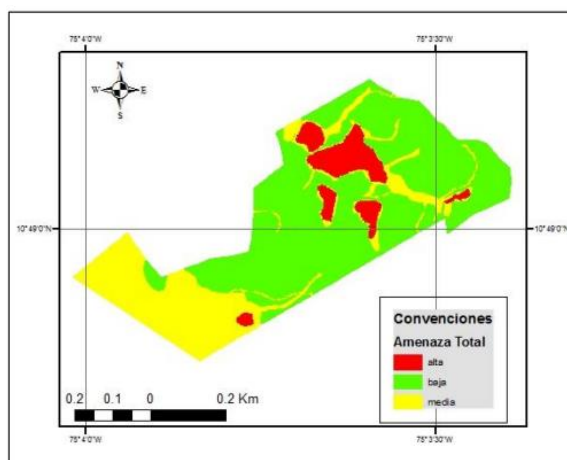 75°4'0"W
75°3'30"W
N
W E
S
10°49'0"N
10°49'0"N
Convenciones
Amenaza Total
alta
baja
media
0.2 0.1 0 0.2 Km
75°4'0"W
75°3'30"W